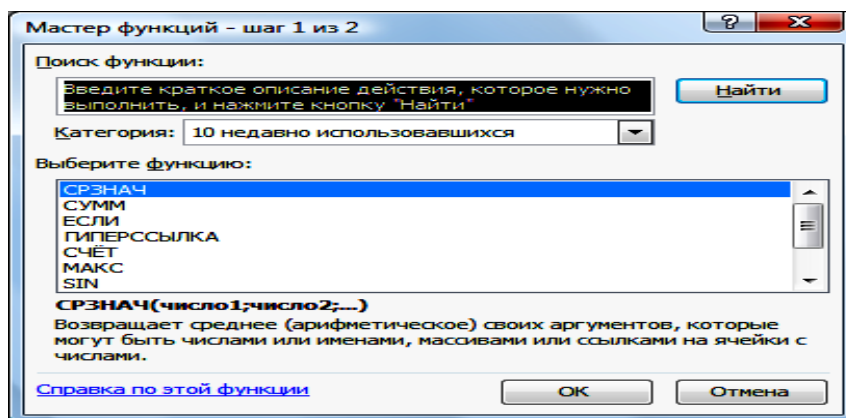 Мастер функций - шаг 1 из 2
?
Поиск функции:
Введите краткое описание действия, которое нужно
выполнить, и нажмите кнопку "Найти"
Найти
Категория: 10 недавно использовавшихся
Выберите функцию:
СРЗНАЧ
СУММ
ЕСЛИ
ГИПЕРССЫЛКА
СЧЁТ
МАКС
SIN
СРЗНАЧ(число1;число2;...)
Возвращает среднее (арифметическое) своих аргументов, которые
могут быть числами или именами, массивами или ссылками на ячейки с
числами.
Справка по этой функции
ОК
Отмена